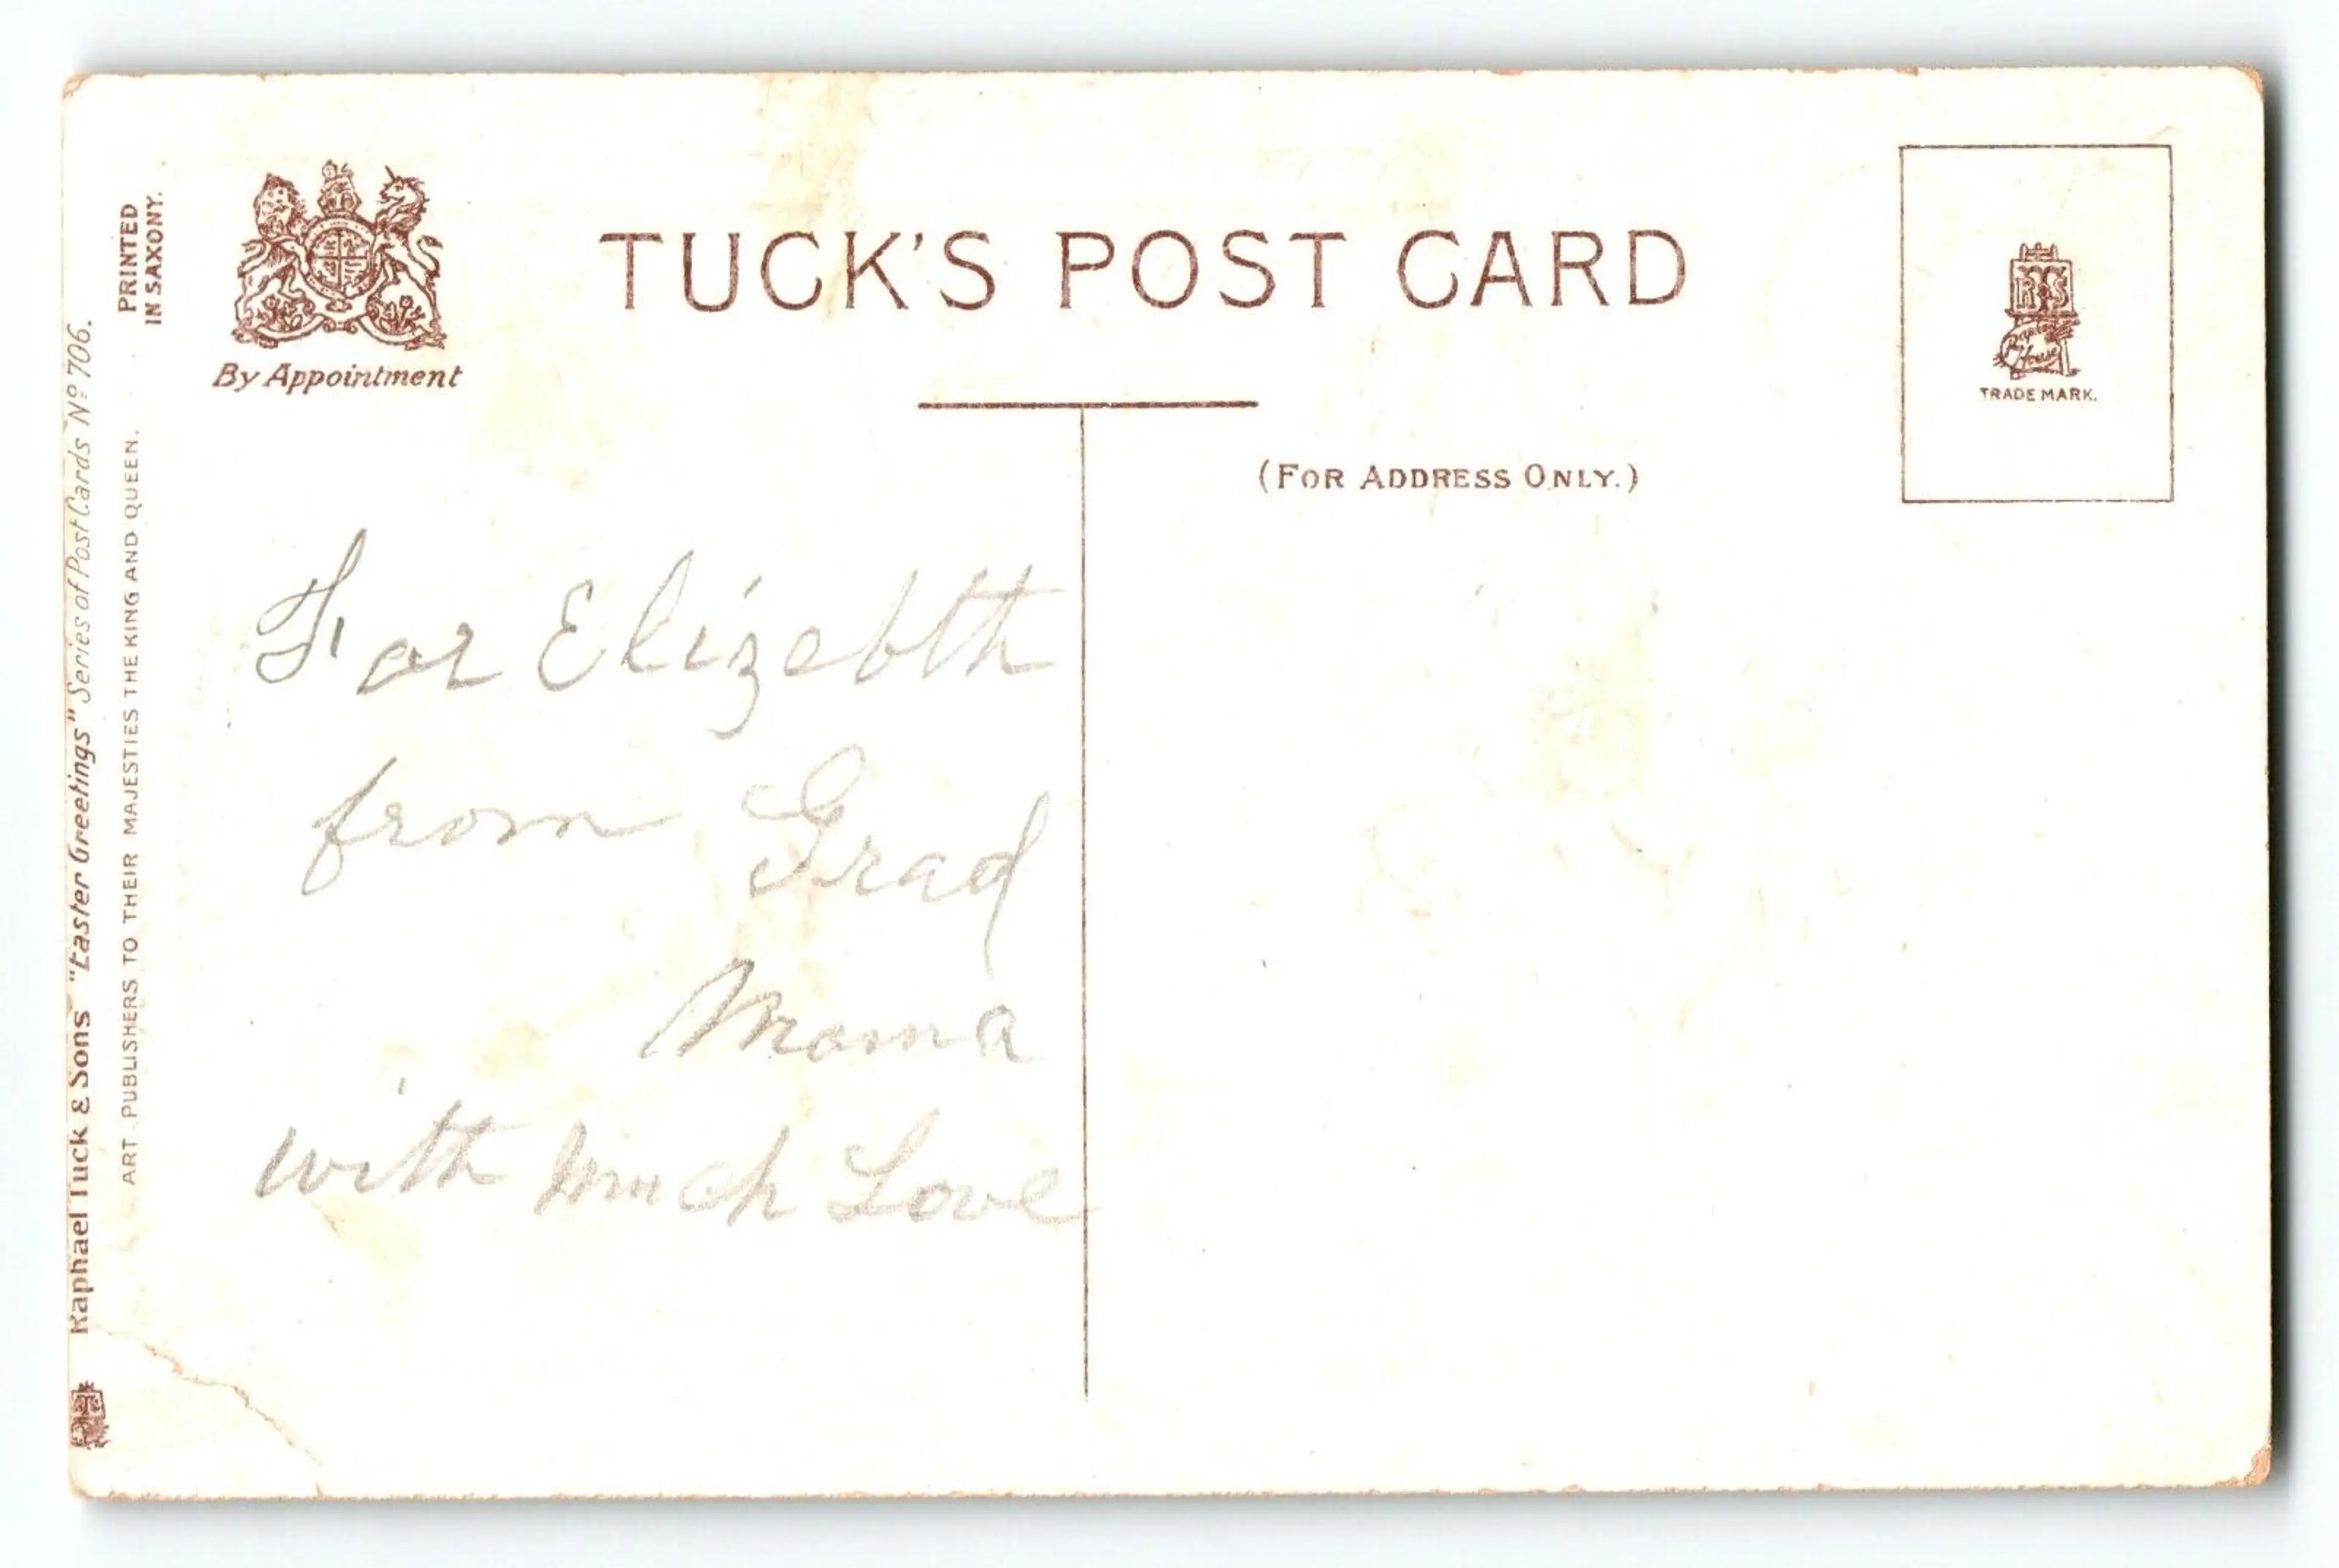 TUCK'S POST CARD
By Appointment
PRINTED
IN SAXONY.
(FOR ADDRESS ONLY.)
R T S
Raphael
House
TRADE MARK.
For Elizebth
from Grad
Mama
with much Love
Raphael Tuck & Sons "Easter Greetings" Series of Post Cards Nº 706.
ART PUBLISHERS TO THEIR MAJESTIES THE KING AND QUEEN.